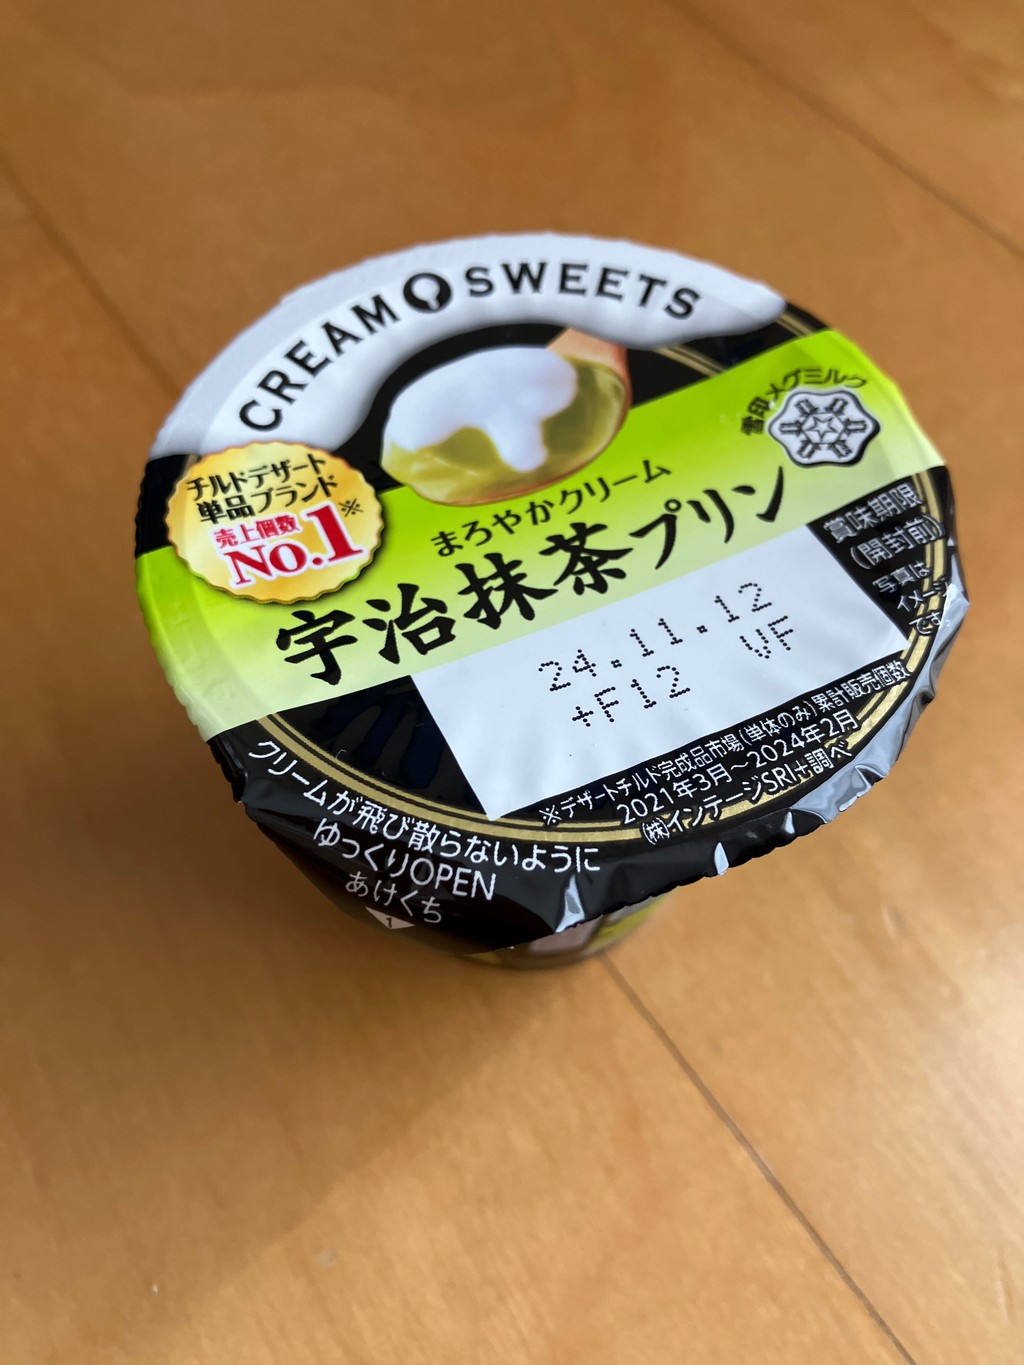 CREAM SWEETS
雪印メグミルク
チルドデザート
単品ブランド※
売上個数
No.1
まろやかクリーム
宇治抹茶プリン
賞味期限
(開封前)
写真は
イメージ
です。
24.11.12
+F12 VF
※デザートチルド完成品市場(単体のみ)累計販売個数
2021年3月～2024年2月
㈱インテージSRI+調べ
クリームが飛び散らないように
ゆっくりOPEN
あけくち
1